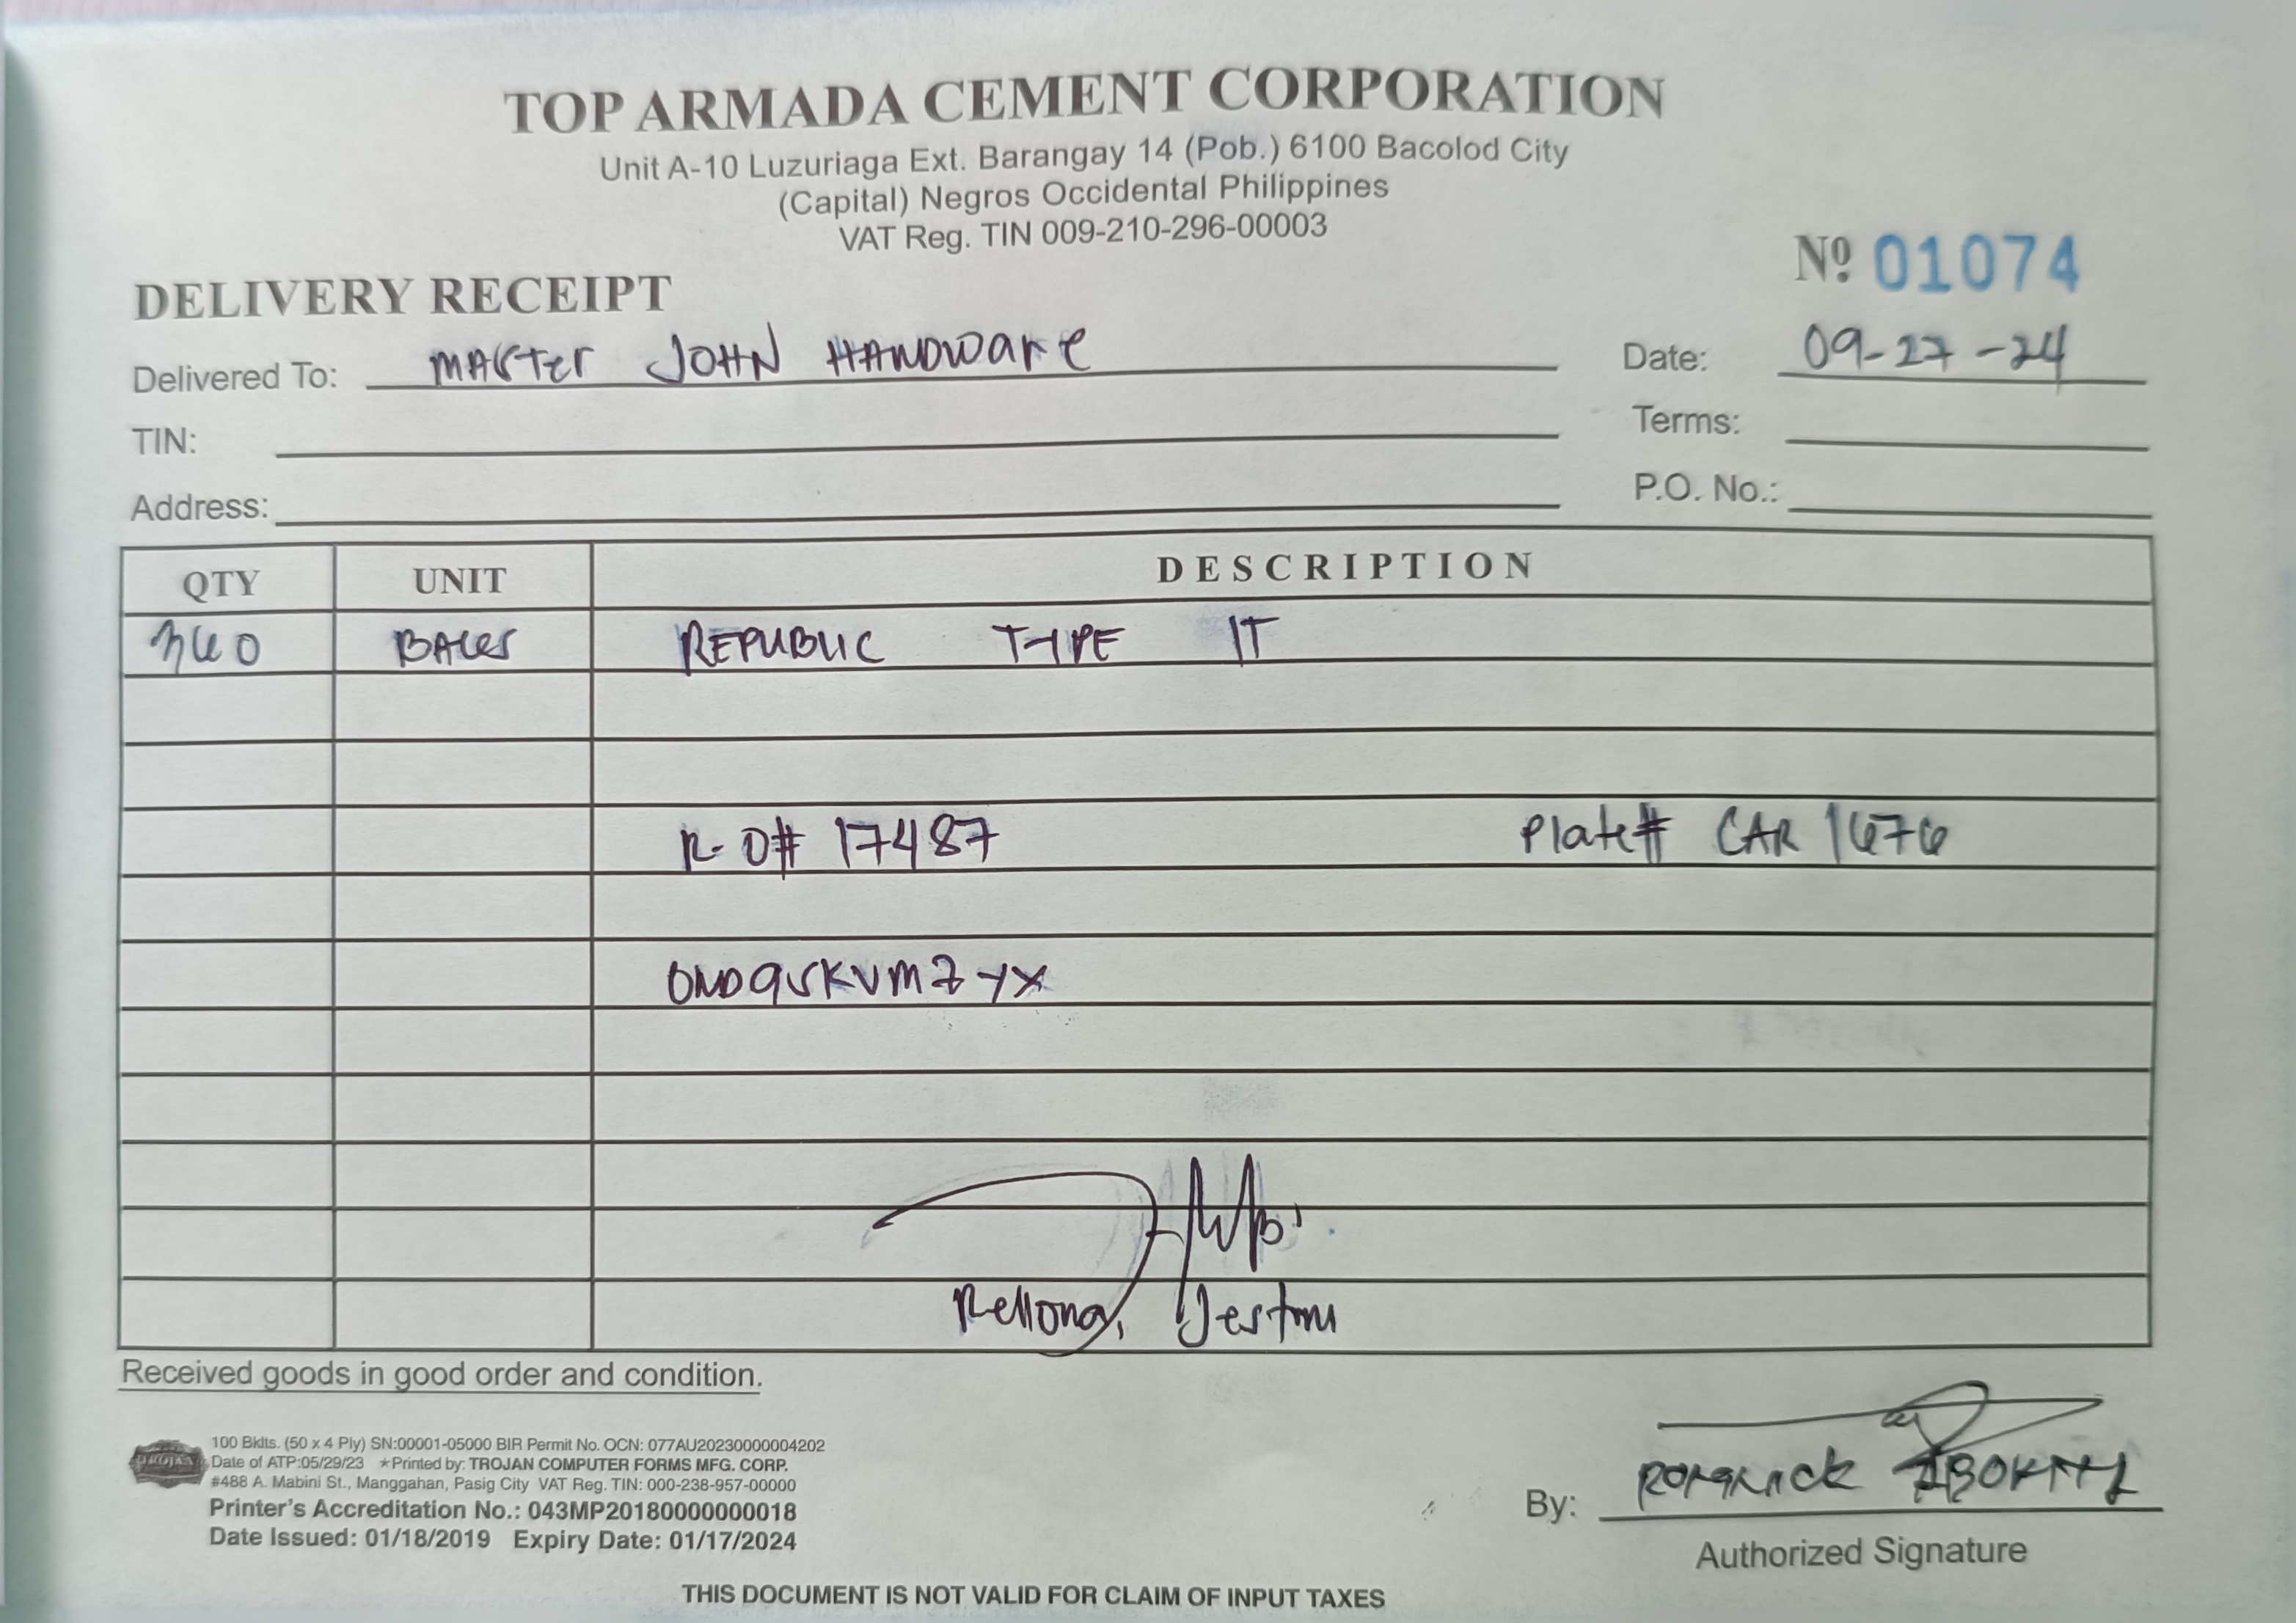 TOP ARMADA CEMENT CORPORATION
Unit A-10 Luzuriaga Ext. Barangay 14 (Pob.) 6100 Bacolod City
(Capital) Negros Occidental Philippines
VAT Reg. TIN 009-210-296-00003
Nº 01074
DELIVERY RECEIPT
Delivered To: MASTER JOHN HARDWARE Date: 09-27-24
TIN: Terms:
Address: P.O. No.:
QTY UNIT DESCRIPTION
360 BAGS REPUBLIC TYPE 1T
R-O# 17487 Plate# CAR 1676
Rellona, Jestoni
Received goods in good order and condition.
TROJAN
100 Bklts. (50 x 4 Ply) SN:00001-05000 BIR Permit No. OCN: 077AU20230000004202
Date of ATP:05/29/23 ★Printed by: TROJAN COMPUTER FORMS MFG. CORP.
#488 A. Mabini St., Manggahan, Pasig City VAT Reg. TIN: 000-238-957-00000
Printer's Accreditation No.: 043MP20180000000018
Date Issued: 01/18/2019 Expiry Date: 01/17/2024
By:
Authorized Signature
THIS DOCUMENT IS NOT VALID FOR CLAIM OF INPUT TAXES